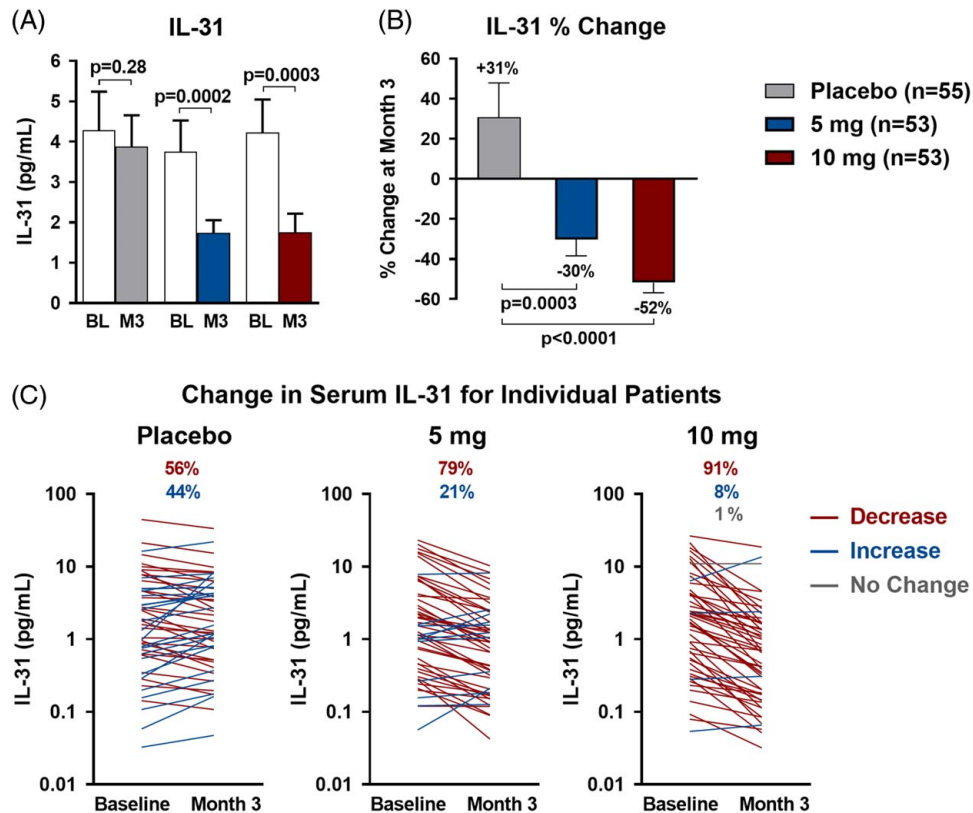 (A)
IL-31
IL-31 (pg/mL)
6
5
4
3
2
1
0
p=0.28
p=0.0002
p=0.0003
BL M3 BL M3 BL M3
(B)
IL-31 % Change
% Change at Month 3
60
40
20
0
-20
-40
-60
+31%
-30%
-52%
p=0.0003
p<0.0001
Placebo (n=55)
5 mg (n=53)
10 mg (n=53)
(C)
Change in Serum IL-31 for Individual Patients
Placebo
56%
44%
IL-31 (pg/mL)
100
10
1
0.1
0.01
Baseline Month 3
5 mg
79%
21%
IL-31 (pg/mL)
100
10
1
0.1
0.01
Baseline Month 3
10 mg
91%
8%
1 %
IL-31 (pg/mL)
100
10
1
0.1
0.01
Baseline Month 3
Decrease
Increase
No Change